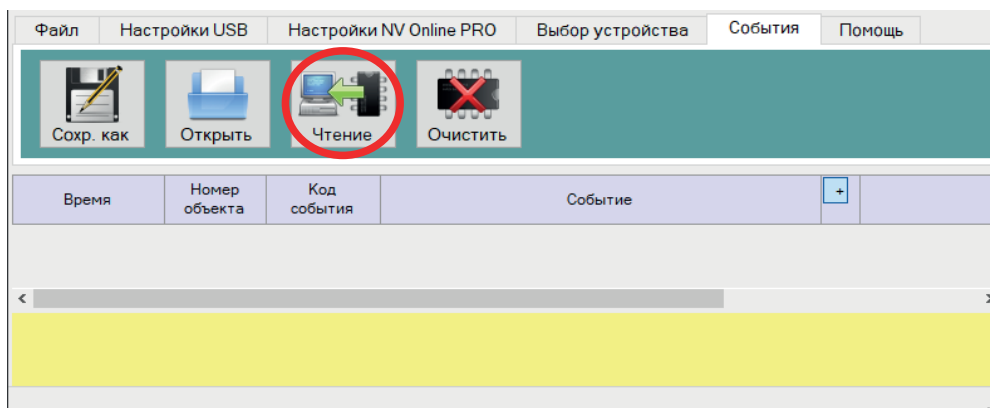 Файл Настройки USB Настройки NV Online PRO Выбор устройства События Помощь
Сохр. как Открыть Чтение Очистить
Время Номер объекта Код события Событие +